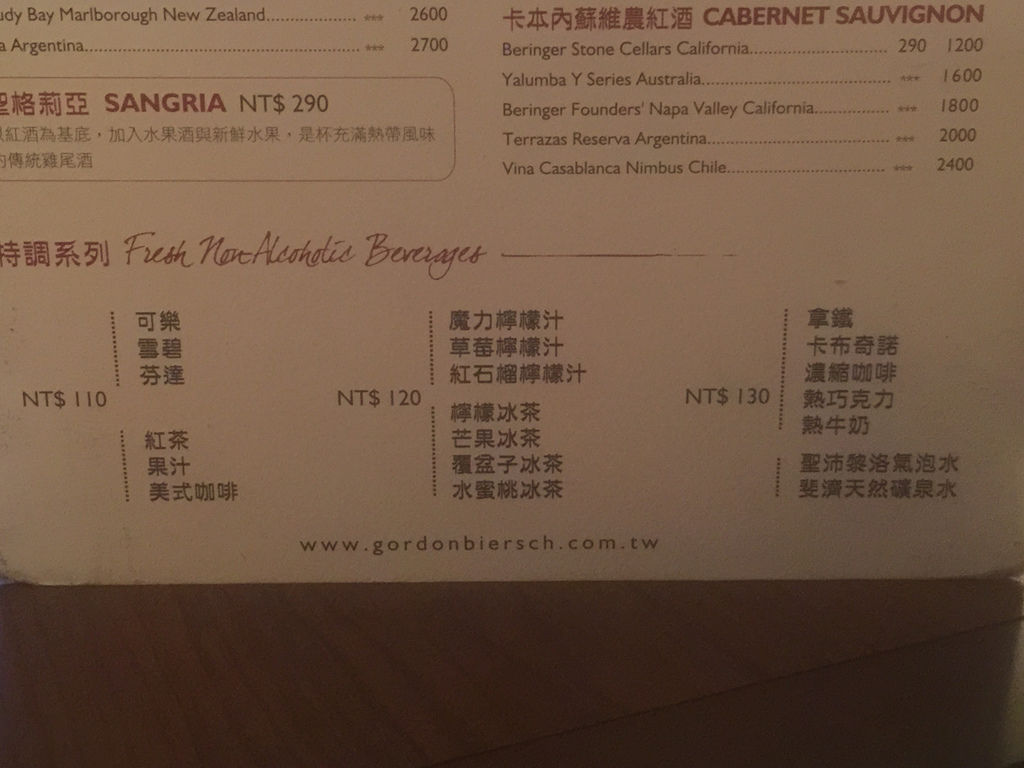 Bay Marlborough New Zealand *** 2600
Argentina *** 2700
格莉亞 SANGRIA NT$ 290
紅酒為基底，加入水果酒與新鮮水果，是杯充滿熱帶風味
傳統雞尾酒
卡本內蘇維農紅酒 CABERNET SAUVIGNON
Beringer Stone Cellars California 290 1200
Yalumba Y Series Australia *** 1600
Beringer Founders' Napa Valley California *** 1800
Terrazas Reserva Argentina *** 2000
Vina Casablanca Nimbus Chile *** 2400
特調系列 Fresh Non Alcoholic Beverages
NT$ 110
可樂
雪碧
芬達
紅茶
果汁
美式咖啡
NT$ 120
魔力檸檬汁
草莓檸檬汁
紅石榴檸檬汁
檸檬冰茶
芒果冰茶
覆盆子冰茶
水蜜桃冰茶
NT$ 130
拿鐵
卡布奇諾
濃縮咖啡
熱巧克力
熱牛奶
聖沛黎洛氣泡水
斐濟天然礦泉水
www.gordonbiersch.com.tw